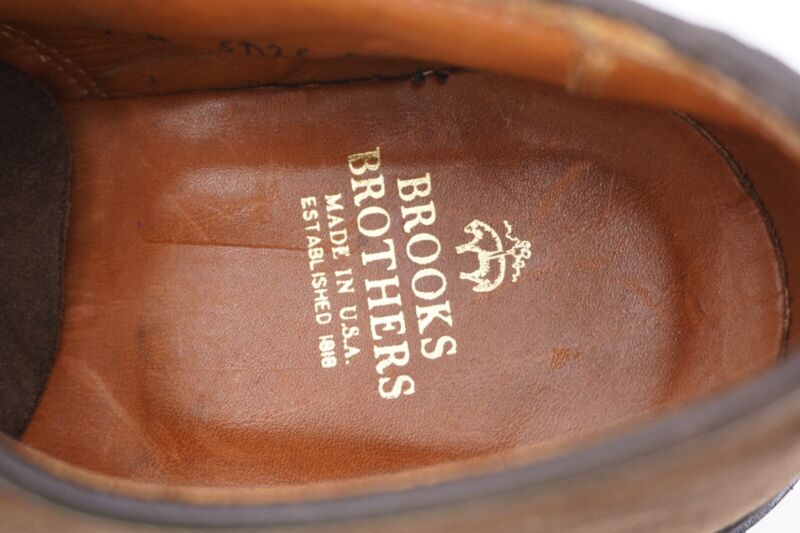 BROOKS
BROTHERS
MADE IN U.S.A.
ESTABLISHED 1818